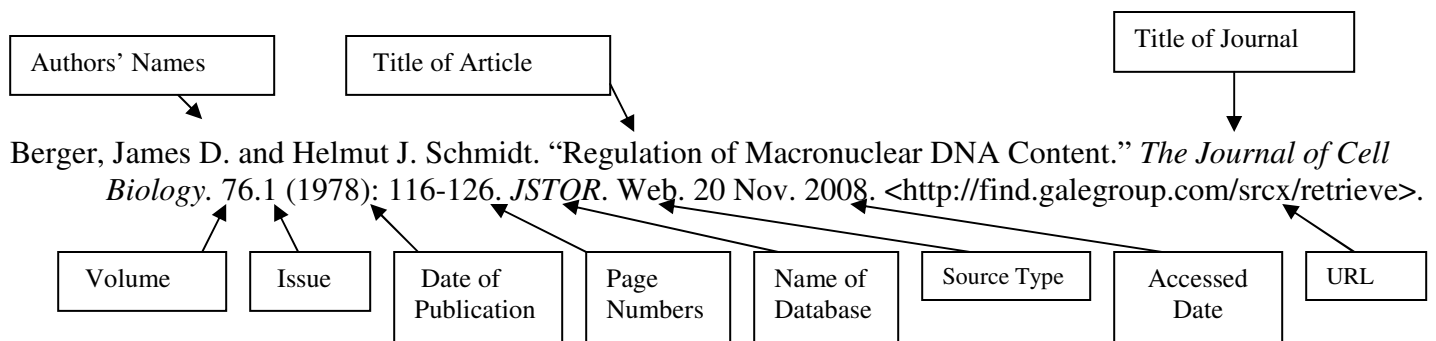 Title of Journal
Authors’ Names
Title of Article
Berger, James D. and Helmut J. Schmidt. “Regulation of Macronuclear DNA Content.” The Journal of Cell
Biology. 76.1 (1978): 116-126. JSTOR. Web. 20 Nov. 2008. <http://find.galegroup.com/srcx/retrieve>.
Volume
Issue
Date of
Publication
Page
Numbers
Name of
Database
Source Type
Accessed
Date
URL